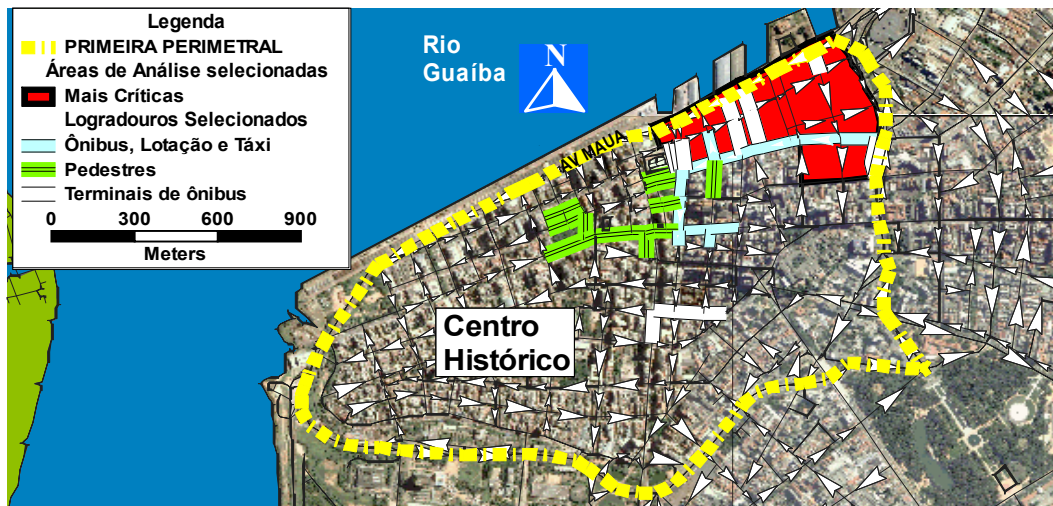 Legenda
PRIMEIRA PERIMETRAL
Áreas de Análise selecionadas
Mais Críticas
Logradouros Selecionados
Ônibus, Lotação e Táxi
Pedestres
Terminais de ônibus
0 300 600 900
Meters
Rio
Guaíba
N
AV MAUA
Centro
Histórico